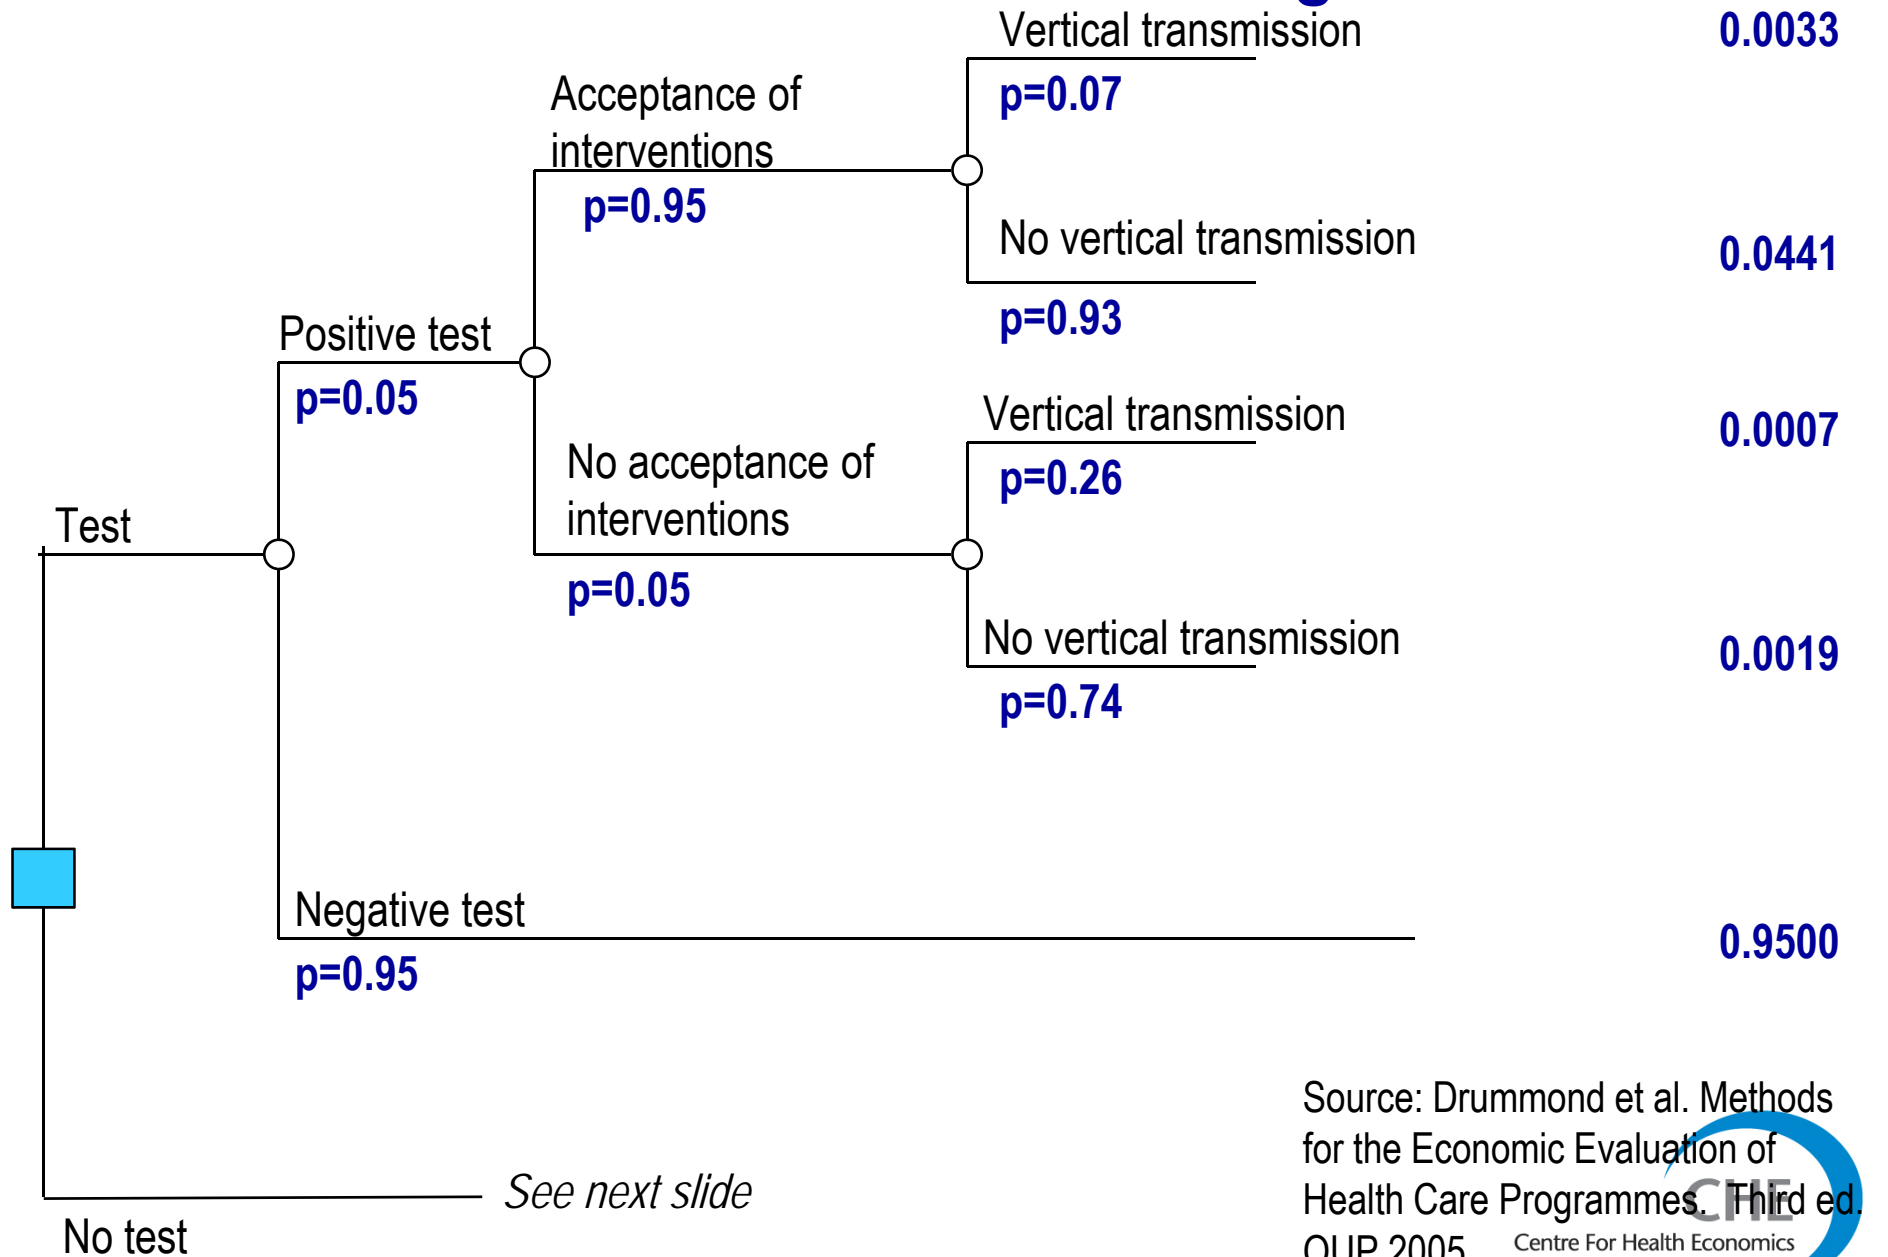 Vertical transmission
0.0033
p=0.07
Acceptance of
interventions
p=0.95
No vertical transmission
0.0441
p=0.93
Positive test
p=0.05
Vertical transmission
0.0007
p=0.26
No acceptance of
interventions
p=0.05
Test
No vertical transmission
0.0019
p=0.74
Negative test
0.9500
p=0.95
See next slide
No test
Source: Drummond et al. Methods
for the Economic Evaluation of
Health Care Programmes. Third ed.
OUP 2005
CHE
Centre For Health Economics